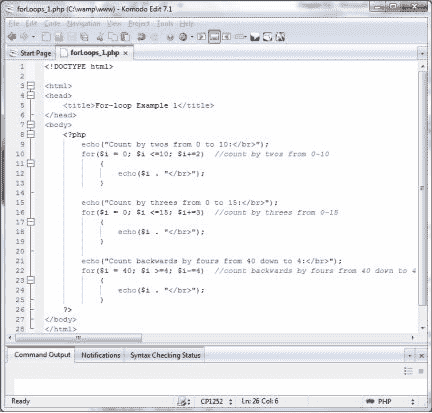 forLoops_1.php (C:\wamp\www) - Komodo Edit 7.1
File Edit Code Navigation View Project Tools Help
Start Page forLoops_1.php
1 <!DOCTYPE html>
2
3 <html>
4 <head>
5 <title>For-loop Example 1</title>
6 </head>
7 <body>
8 <?php
9 echo("Count by twos from 0 to 10:</br>");
10 for($i = 0; $i <=10; $i+=2) //count by twos from 0-10
11 {
12 echo($i . "</br>");
13 }
14
15 echo("Count by threes from 0 to 15:</br>");
16 for($i = 0; $i <=15; $i+=3) //count by threes from 0-15
17 {
18 echo($i . "</br>");
19 }
20
21 echo("Count backwards by fours from 40 down to 4:</br>");
22 for($i = 40; $i >=4; $i-=4) //count backwards by fours from 40 down to 4
23 {
24 echo($i . "</br>");
25 }
26 ?>
27 </body>
28 </html>
Command Output Notifications Syntax Checking Status
Ready CP1252 Ln: 26 Col: 6 PHP